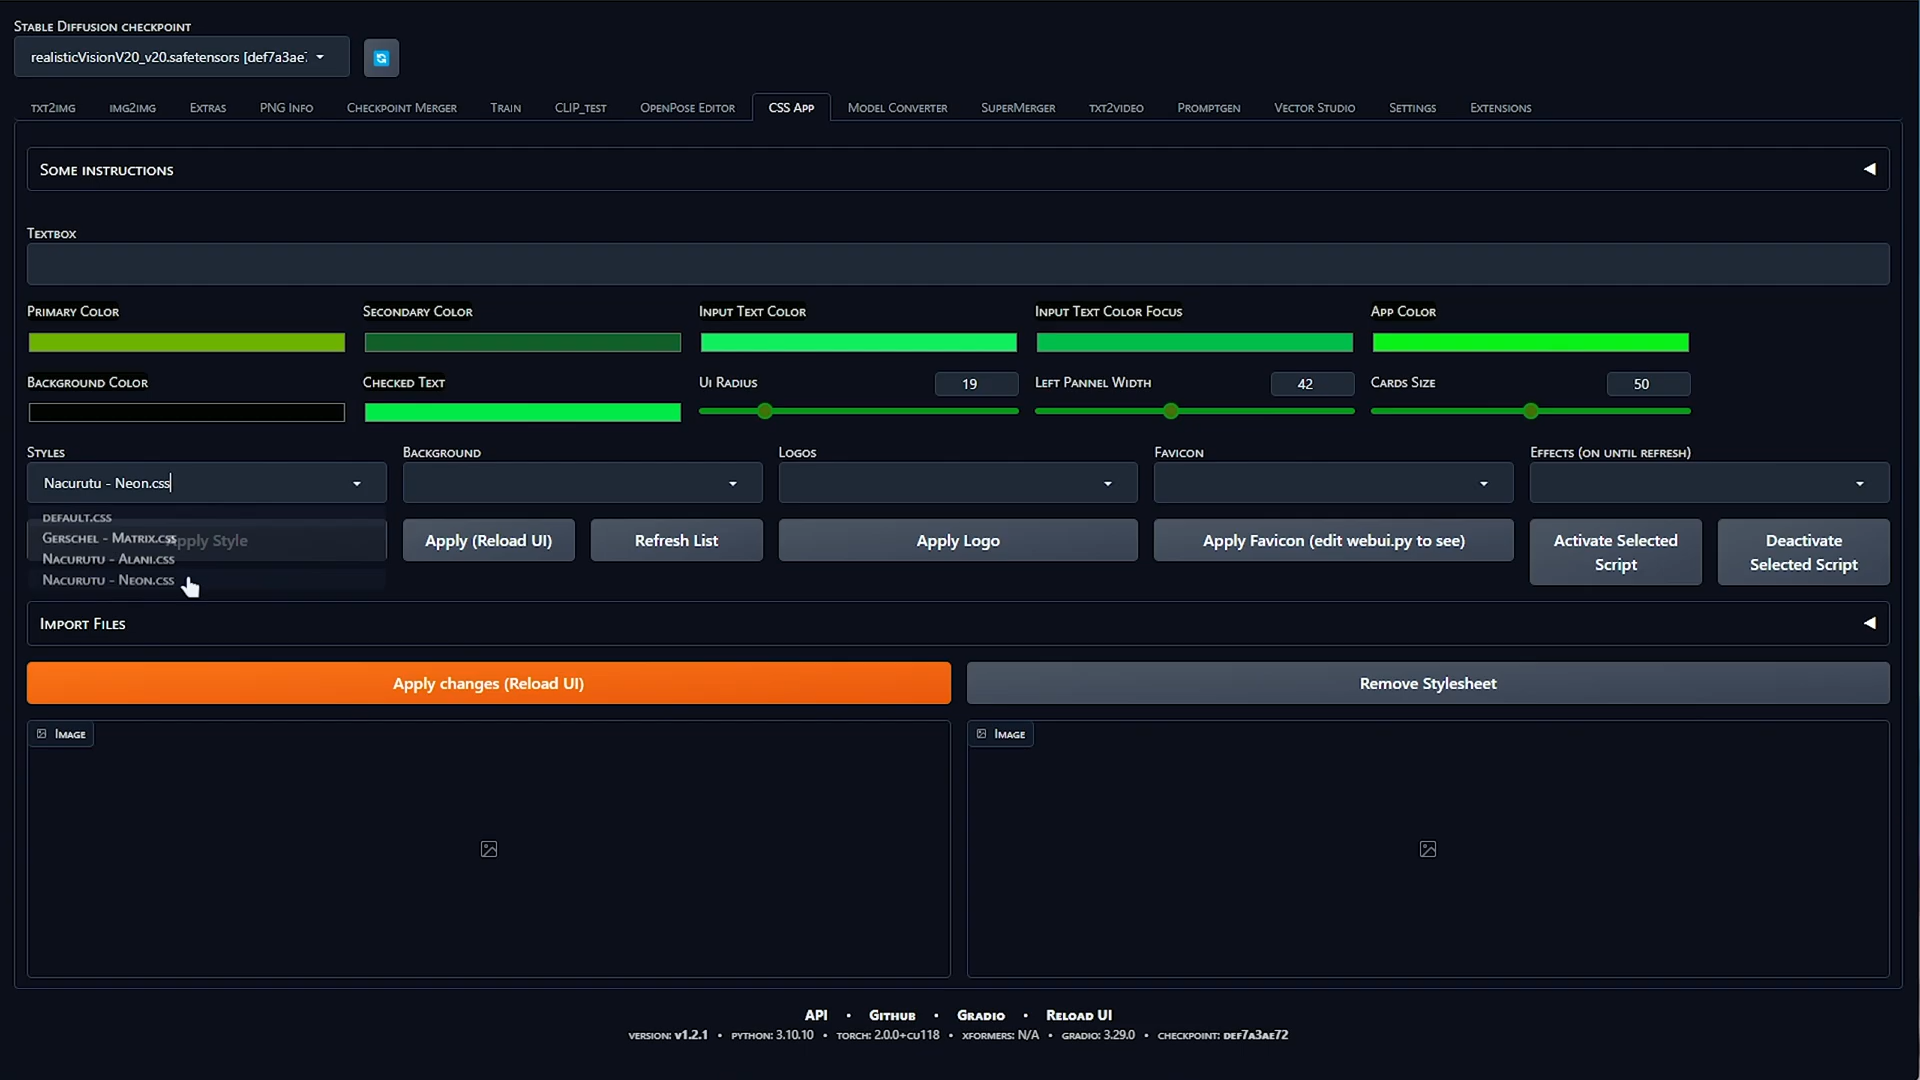 Stable Diffusion checkpoint
realisticVisionV20_v20.safetensors [def7a3ae
txt2img img2img Extras PNG Info Checkpoint Merger Train CLIP_test OpenPose Editor CSS App Model Converter SuperMerger txt2video Promptgen Vector Studio Settings Extensions
Some instructions
Textbox
Primary Color Secondary Color Input Text Color Input Text Color Focus App Color
Background Color Checked Text Ui Radius 19 Left Pannel Width 42 Cards Size 50
Styles Background Logos Favicon Effects (on until refresh)
Nacurutu - Neon.css
default.css
Gerschel - Matrix.css
Nacurutu - Alani.css
Nacurutu - Neon.css
Apply Style Apply (Reload UI) Refresh List Apply Logo Apply Favicon (edit webui.py to see) Activate Selected Script Deactivate Selected Script
Import Files
Apply changes (Reload UI) Remove Stylesheet
Image Image
API • Github • Gradio • Reload UI
version: v1.2.1 • python: 3.10.10 • torch: 2.0.0+cu118 • xformers: N/A • gradio: 3.29.0 • checkpoint: def7a3ae72